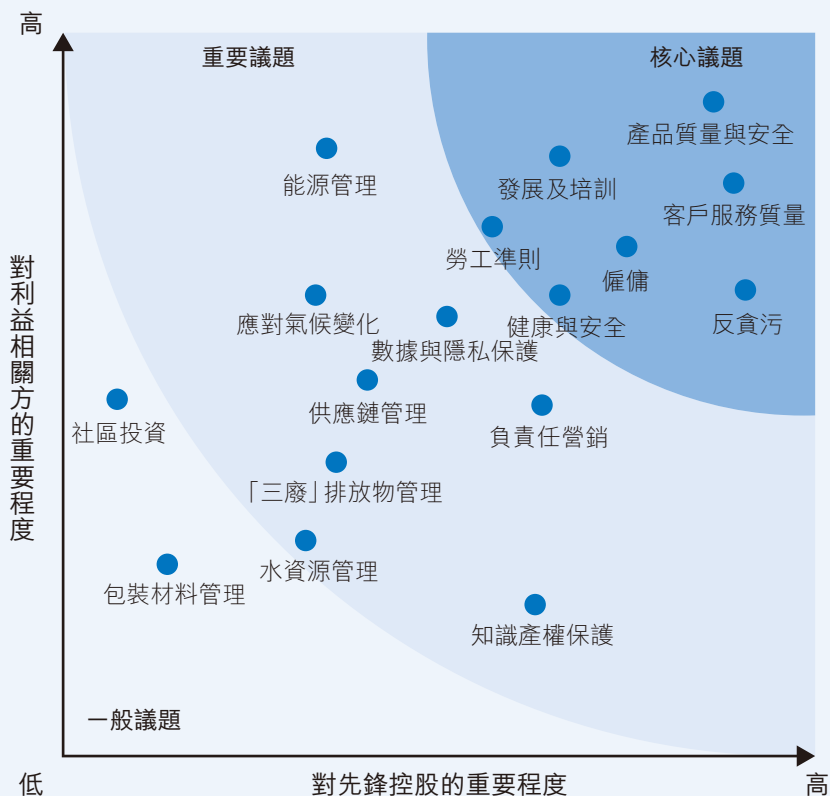 高
重要議題
核心議題
產品質量與安全
能源管理
發展及培訓
客戶服務質量
勞工準則
僱傭
對利益相關方的重要程度
應對氣候變化
數據與隱私保護
健康與安全
反貪污
社區投資
供應鏈管理
負責任營銷
「三廢」排放物管理
水資源管理
包裝材料管理
知識產權保護
一般議題
低
對先鋒控股的重要程度
高